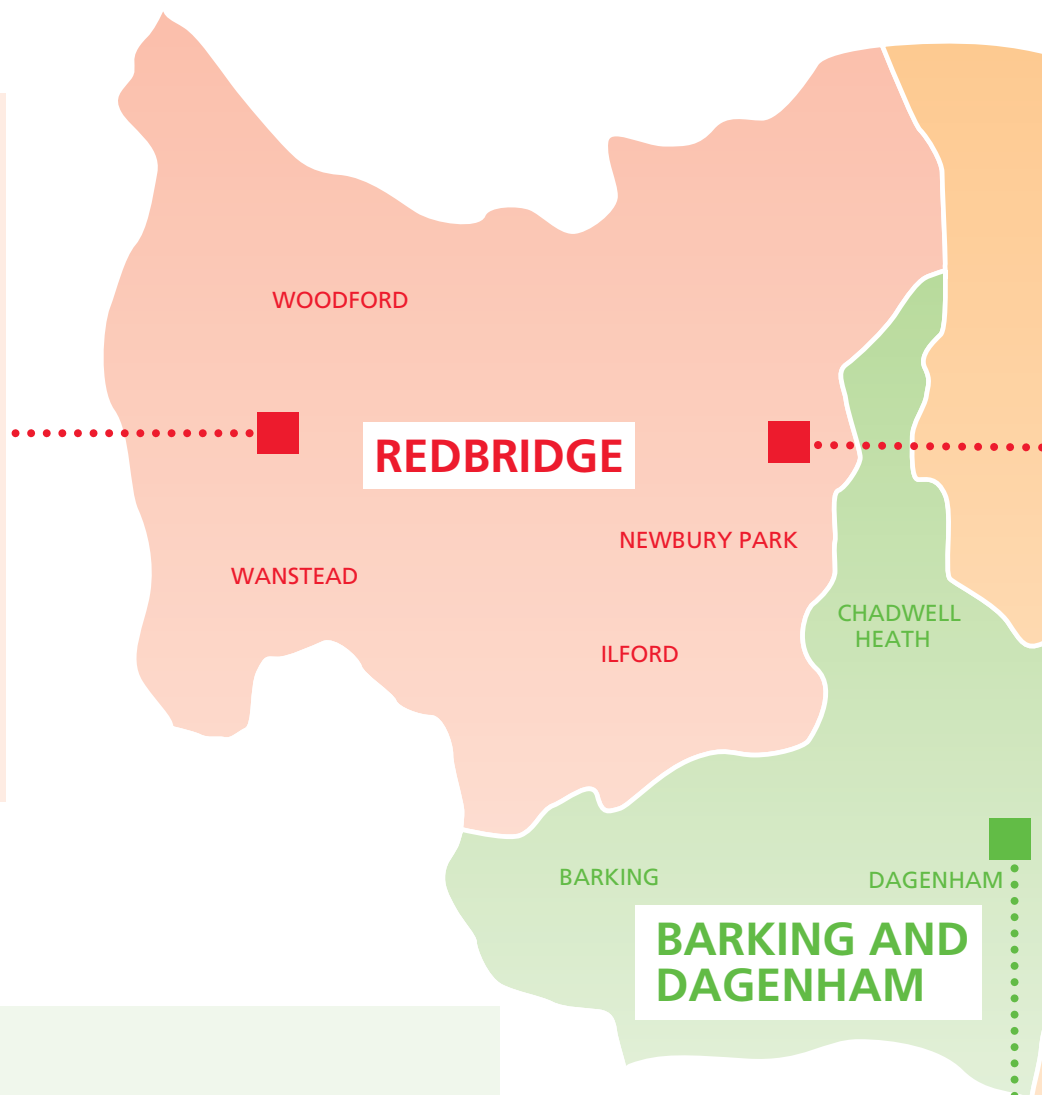 WOODFORD
REDBRIDGE
NEWBURY PARK
WANSTEAD
CHADWELL
HEATH
ILFORD
BARKING
DAGENHAM
BARKING AND
DAGENHAM